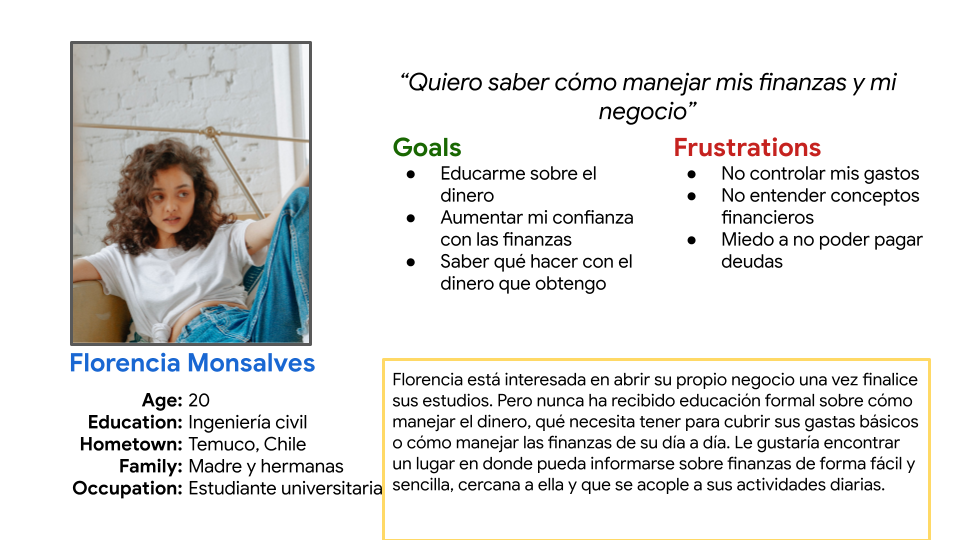 “Quiero saber cómo manejar mis finanzas y mi
negocio”
Goals
● Educarme sobre el
dinero
● Aumentar mi confianza
con las finanzas
● Saber qué hacer con el
dinero que obtengo
Frustrations
● No controlar mis gastos
● No entender conceptos
financieros
● Miedo a no poder pagar
deudas
Florencia Monsalves
Age: 20
Education: Ingeniería civil
Hometown: Temuco, Chile
Family: Madre y hermanas
Occupation: Estudiante universitaria
Florencia está interesada en abrir su propio negocio una vez finalice
sus estudios. Pero nunca ha recibido educación formal sobre cómo
manejar el dinero, qué necesita tener para cubrir sus gastas básicos
o cómo manejar las finanzas de su día a día. Le gustaría encontrar
un lugar en donde pueda informarse sobre finanzas de forma fácil y
sencilla, cercana a ella y que se acople a sus actividades diarias.